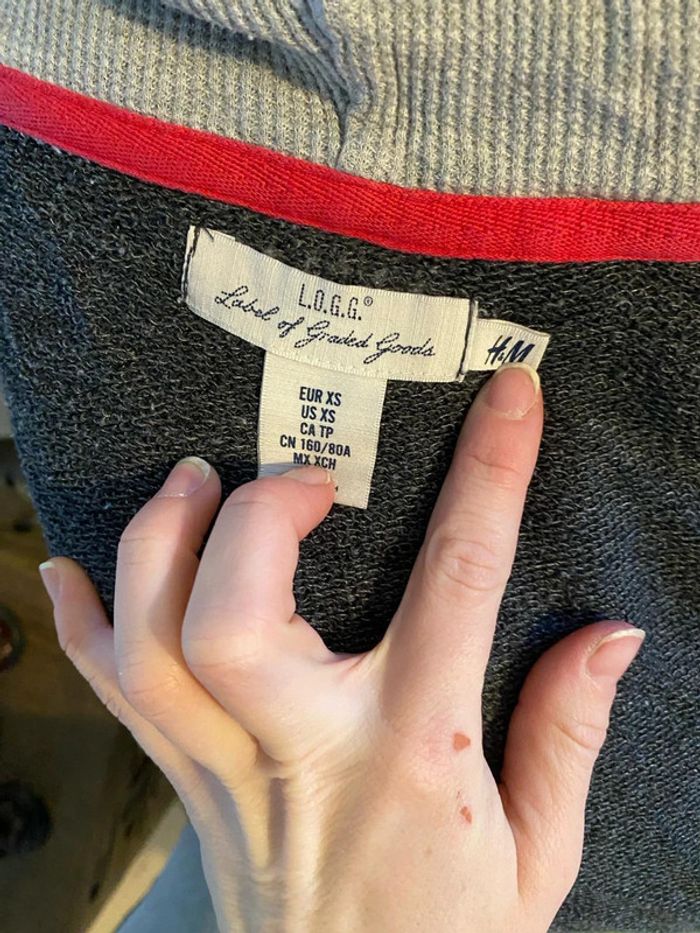 L.O.G.G.®
Label of Graded Goods
H&M
EUR XS
US XS
CA TP
CN 160/80A
MX XCH